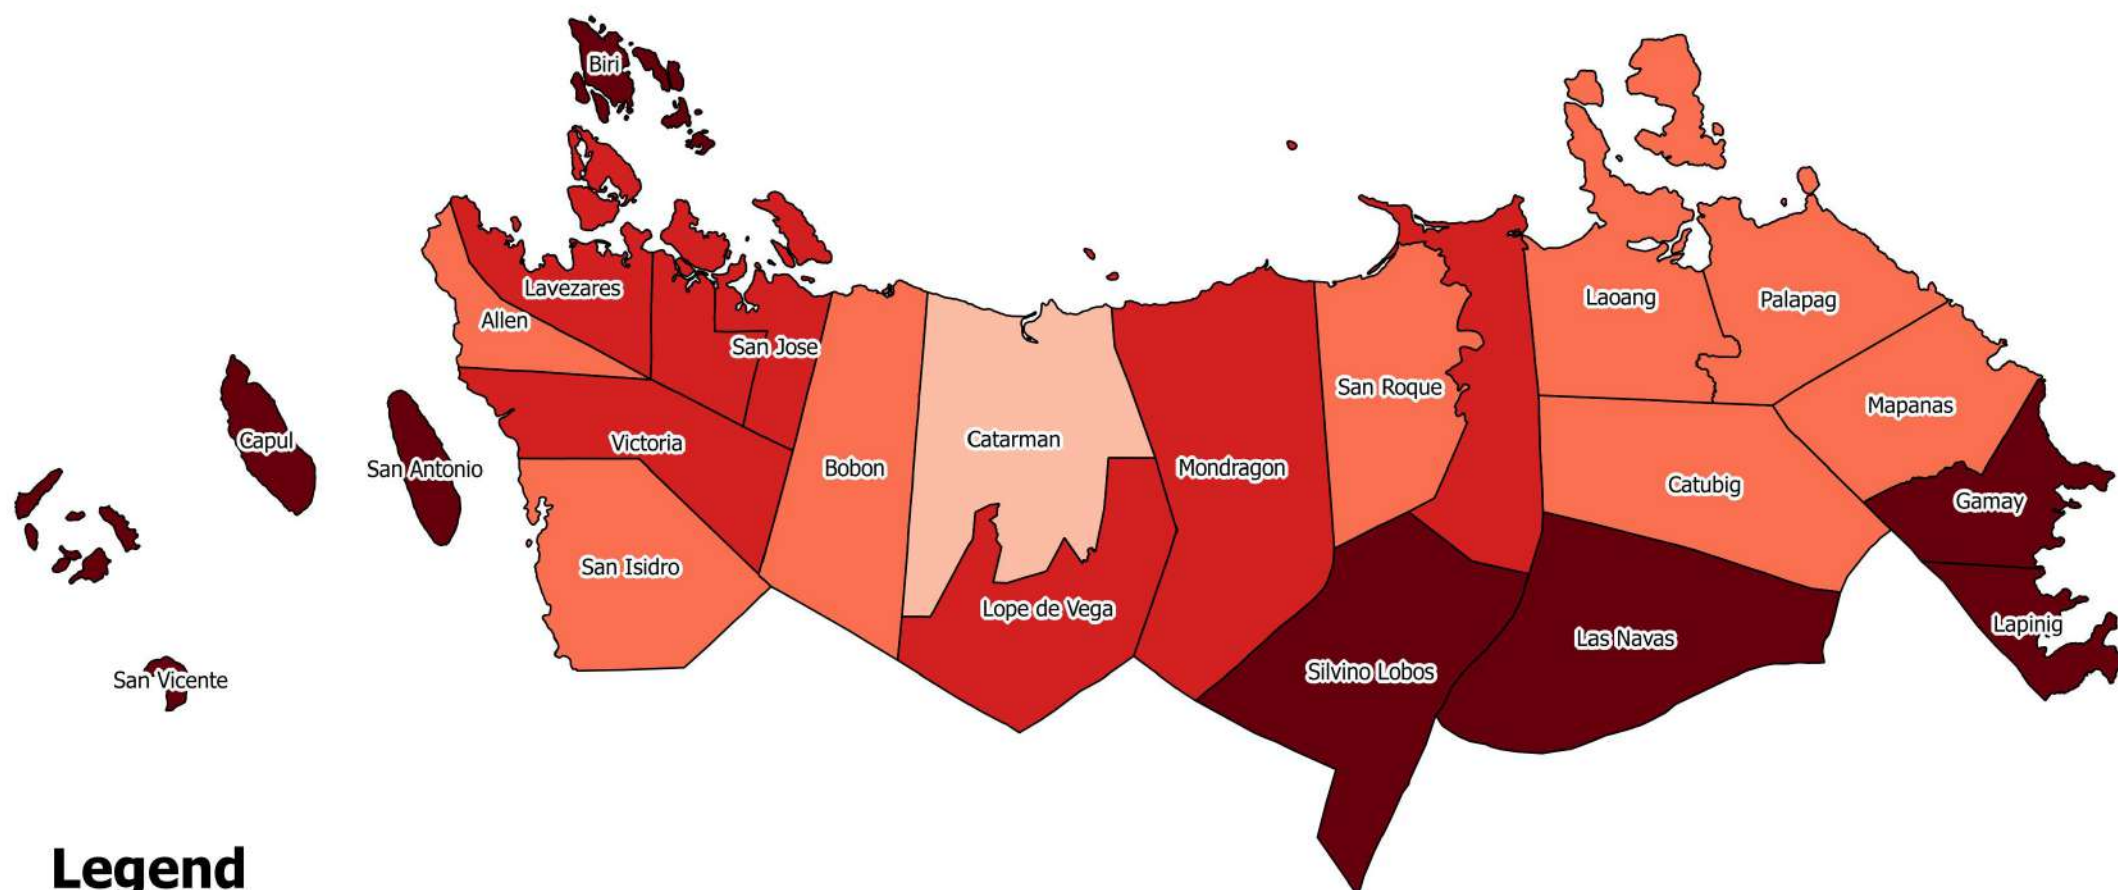 Biri
Lavezares
Allen
San Jose
Laoang
Palapag
San Roque
Mapanas
Capul
San Antonio
Victoria
Bobon
Catarman
Mondragon
Catubig
Gamay
San Isidro
Lope de Vega
Lapinig
Las Navas
Silvino Lobos
San Vicente
Legend